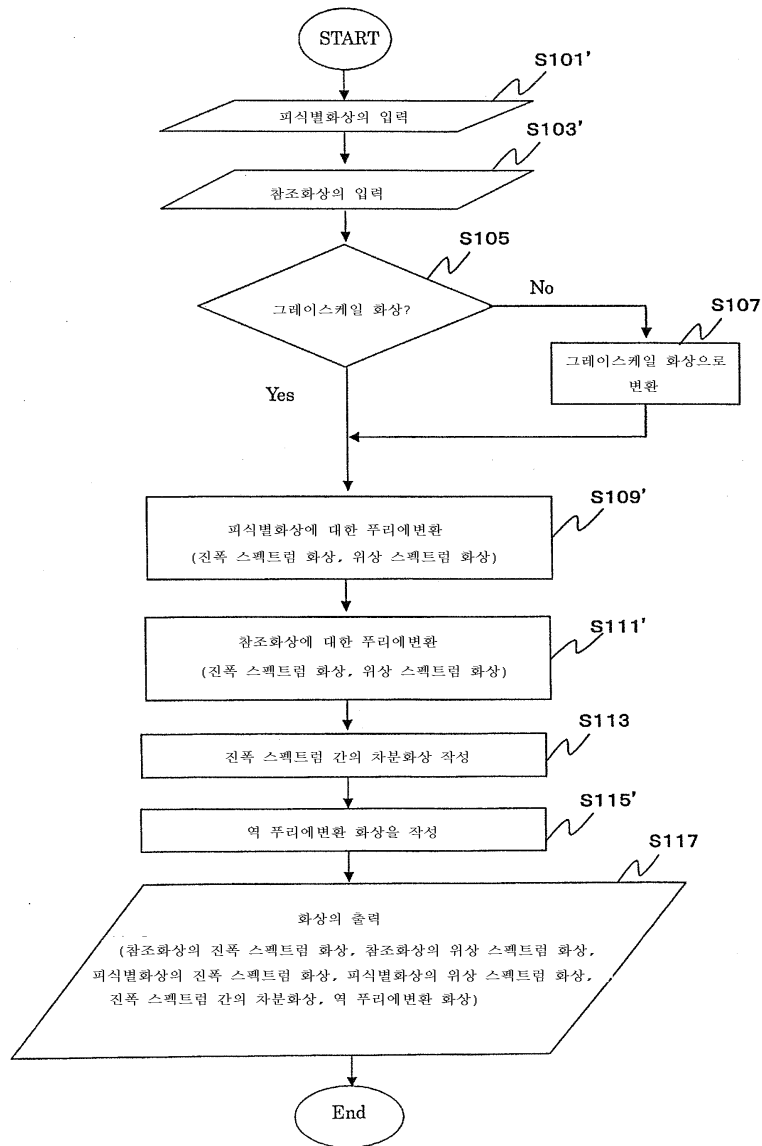 START
S101'
피식별화상의 입력
S103'
참조화상의 입력
S105
그레이스케일 화상?
No
S107
그레이스케일 화상으로
변환
Yes
S109'
피식별화상에 대한 푸리에변환
(진폭 스펙트럼 화상, 위상 스펙트럼 화상)
S111'
참조화상에 대한 푸리에변환
(진폭 스펙트럼 화상, 위상 스펙트럼 화상)
S113
진폭 스펙트럼 간의 차분화상 작성
S115'
역 푸리에변환 화상을 작성
S117
화상의 출력
(참조화상의 진폭 스펙트럼 화상, 참조화상의 위상 스펙트럼 화상,
피식별화상의 진폭 스펙트럼 화상, 피식별화상의 위상 스펙트럼 화상,
진폭 스펙트럼 간의 차분화상, 역 푸리에변환 화상)
End